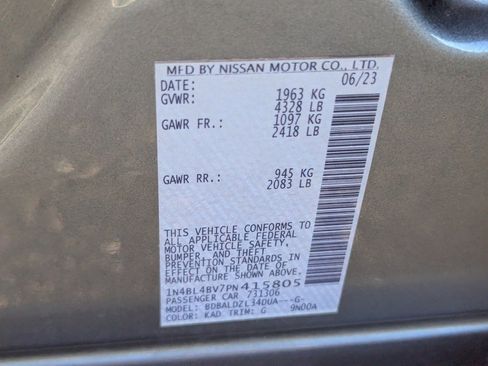 MFD BY NISSAN MOTOR CO., LTD.
DATE: 06/23
GVWR: 1963 KG
4328 LB
GAWR FR.: 1097 KG
2418 LB
GAWR RR.: 945 KG
2083 LB
THIS VEHICLE CONFORMS TO
ALL APPLICABLE FEDERAL
MOTOR VEHICLE SAFETY,
BUMPER, AND THEFT
PREVENTION STANDARDS IN
EFFECT ON THE DATE OF
MANUFACTURE SHOWN ABOVE.
1N4BL4BV7PN415805
PASSENGER CAR 731306
MODEL: BDBALDZL34DUA---G-
COLOR: KAD TRIM: G 9N00A